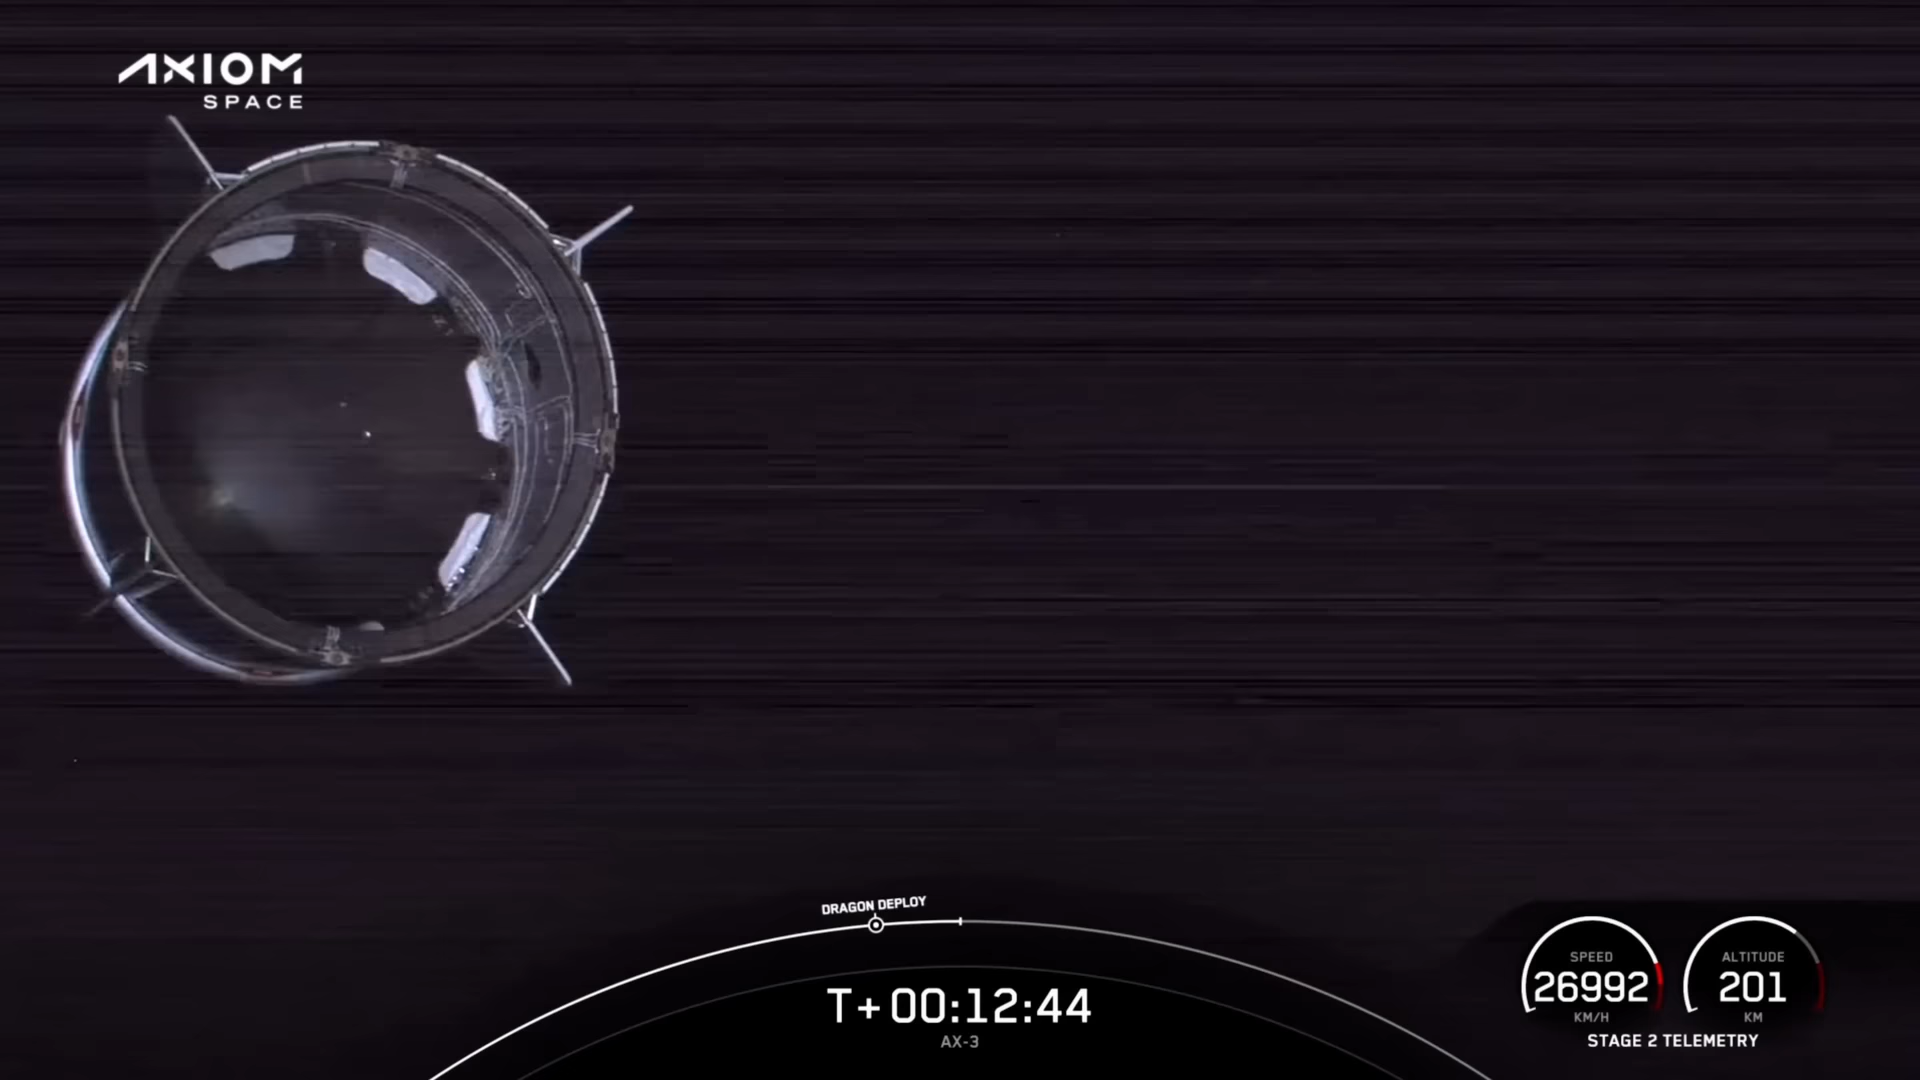 AXIOM
SPACE
DRAGON DEPLOY
T+00:12:44
AX-3
SPEED
26992
KM/H
ALTITUDE
201
KM
STAGE 2 TELEMETRY